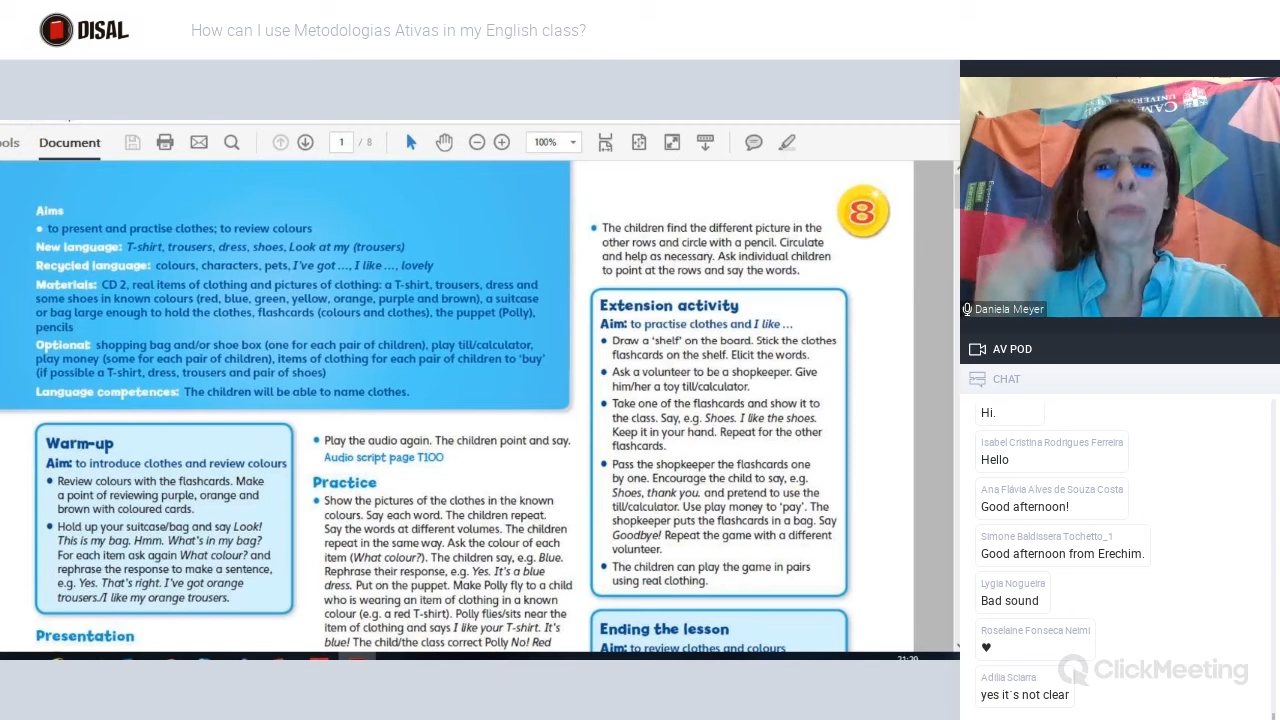 DISAL
How can I use Metodologias Ativas in my English class?
ools
Document
1
/ 8
100%
8
Aims
• to present and practise clothes; to review colours
New language: T-shirt, trousers, dress, shoes, Look at my (trousers)
Recycled language: colours, characters, pets, I've got ..., I like ..., lovely
Materials: CD 2, real items of clothing and pictures of clothing: a T-shirt, trousers, dress and
some shoes in known colours (red, blue, green, yellow, orange, purple and brown), a suitcase
or bag large enough to hold the clothes, flashcards (colours and clothes), the puppet (Polly),
pencils
Optional: shopping bag and/or shoe box (one for each pair of children), play till/calculator,
play money (some for each pair of children), items of clothing for each pair of children to 'buy'
(if possible a T-shirt, dress, trousers and pair of shoes)
Language competences: The children will be able to name clothes.
Warm-up
Aim: to introduce clothes and review colours
• Review colours with the flashcards. Make
a point of reviewing purple, orange and
brown with coloured cards.
• Hold up your suitcase/bag and say Look!
This is my bag. Hmm. What's in my bag?
For each item ask again What colour? and
rephrase the response to make a sentence,
e.g. Yes. That's right. I've got orange
trousers./I like my orange trousers.
Presentation
• Play the audio again. The children point and say.
Audio script page T100
Practice
• Show the pictures of the clothes in the known
colours. Say each word. The children repeat.
Say the words at different volumes. The children
repeat in the same way. Ask the colour of each
item (What colour?). The children say, e.g. Blue.
Rephrase their response, e.g. Yes. It's a blue
dress. Put on the puppet. Make Polly fly to a child
who is wearing an item of clothing in a known
colour (e.g. a red T-shirt). Polly flies/sits near the
item of clothing and says I like your T-shirt. It's
blue! The child/the class correct Polly No! Red
• The children find the different picture in the
other rows and circle with a pencil. Circulate
and help as necessary. Ask individual children
to point at the rows and say the words.
Extension activity
Aim: to practise clothes and I like ...
• Draw a 'shelf' on the board. Stick the clothes
flashcards on the shelf. Elicit the words.
• Ask a volunteer to be a shopkeeper. Give
him/her a toy till/calculator.
• Take one of the flashcards and show it to
the class. Say, e.g. Shoes. I like the shoes.
Keep it in your hand. Repeat for the other
flashcards.
• Pass the shopkeeper the flashcards one
by one. Encourage the child to say, e.g.
Shoes, thank you. and pretend to use the
till/calculator. Use play money to 'pay'. The
shopkeeper puts the flashcards in a bag. Say
Goodbye! Repeat the game with a different
volunteer.
• The children can play the game in pairs
using real clothing.
Ending the lesson
Aim: to review clothes and colours
Daniela Meyer
AV POD
CHAT
Hi.
Isabel Cristina Rodrigues Ferreira
Hello
Ana Flávia Alves de Souza Costa
Good afternoon!
Simone Baldissera Tochetto_1
Good afternoon from Erechim.
Lygia Nogueira
Bad sound
Roselaine Fonseca Neimi
♥
Adília Sciarra
yes it´s not clear
ClickMeeting